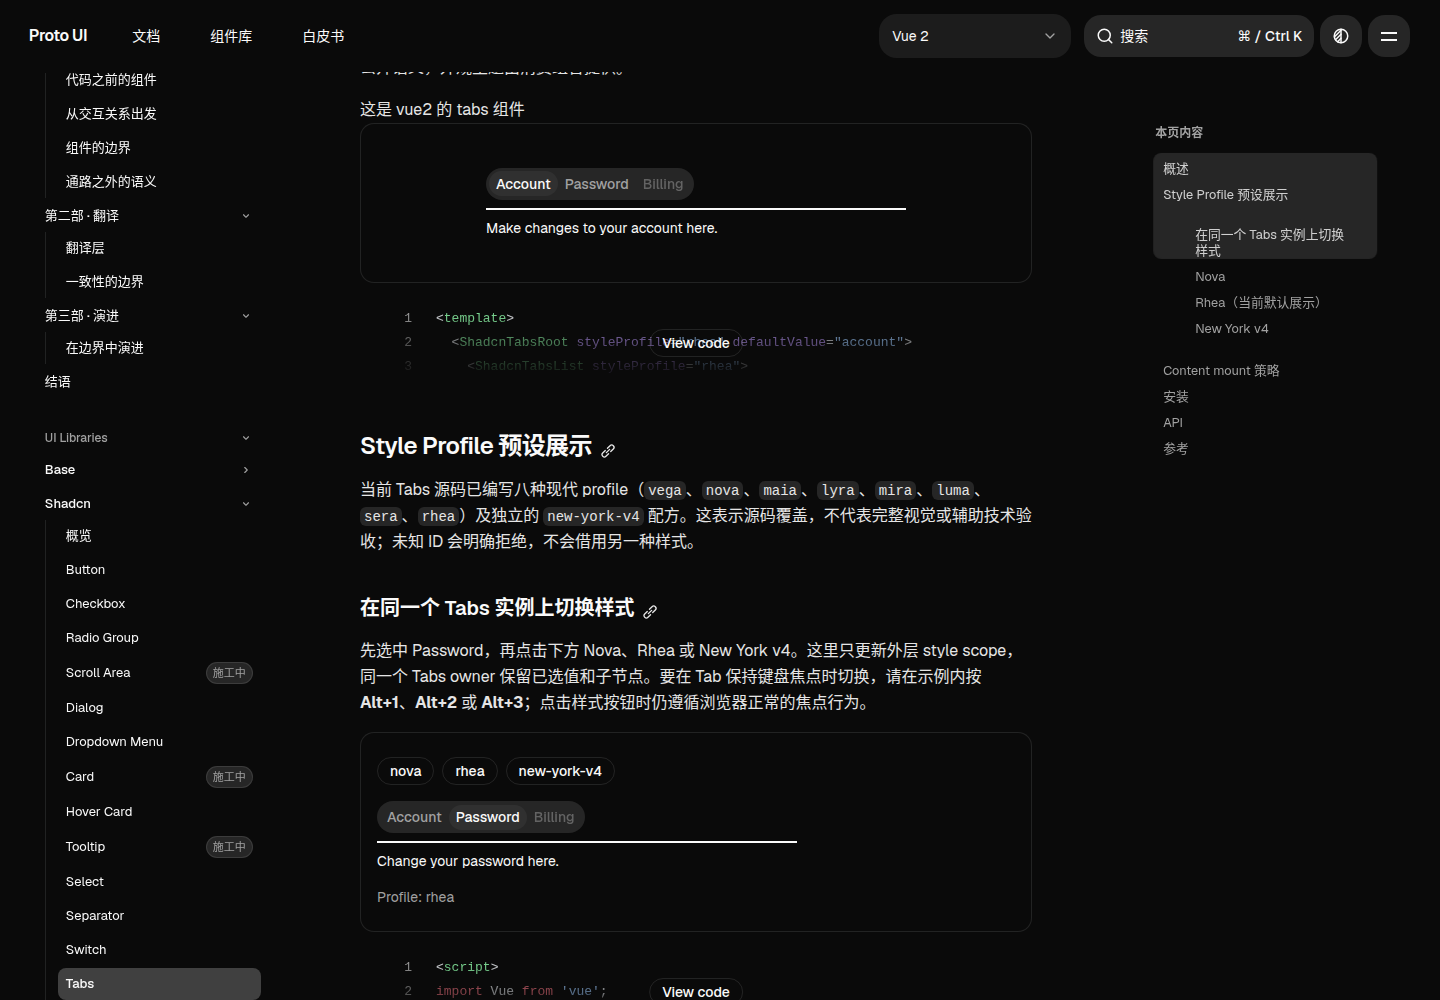 Proto UI
文档
组件库
白皮书
Vue 2
搜索
⌘ / Ctrl K
代码之前的组件
从交互关系出发
组件的边界
通路之外的语义
第二部 · 翻译
翻译层
一致性的边界
第三部 · 演进
在边界中演进
结语
UI Libraries
Base
Shadcn
概览
Button
Checkbox
Radio Group
Scroll Area
施工中
Dialog
Dropdown Menu
Card
施工中
Hover Card
Tooltip
施工中
Select
Separator
Switch
Tabs
这是 vue2 的 tabs 组件
Account Password Billing
Make changes to your account here.
1 <template>
2 <ShadcnTabsRoot styleProfile="rhea" defaultValue="account">
View code
3 <ShadcnTabsList styleProfile="rhea">
Style Profile 预设展示
当前 Tabs 源码已编写八种现代 profile（vega、nova、maia、lyra、mira、luma、
sera、rhea）及独立的 new-york-v4 配方。这表示源码覆盖，不代表完整视觉或辅助技术验
收；未知 ID 会明确拒绝，不会借用另一种样式。
在同一个 Tabs 实例上切换样式
先选中 Password，再点击下方 Nova、Rhea 或 New York v4。这里只更新外层 style scope，
同一个 Tabs owner 保留已选值和子节点。要在 Tab 保持键盘焦点时切换，请在示例内按
Alt+1、Alt+2 或 Alt+3；点击样式按钮时仍遵循浏览器正常的焦点行为。
nova rhea new-york-v4
Account Password Billing
Change your password here.
Profile: rhea
1 <script>
2 import Vue from 'vue';
View code
本页内容
概述
Style Profile 预设展示
在同一个 Tabs 实例上切换
样式
Nova
Rhea（当前默认展示）
New York v4
Content mount 策略
安装
API
参考